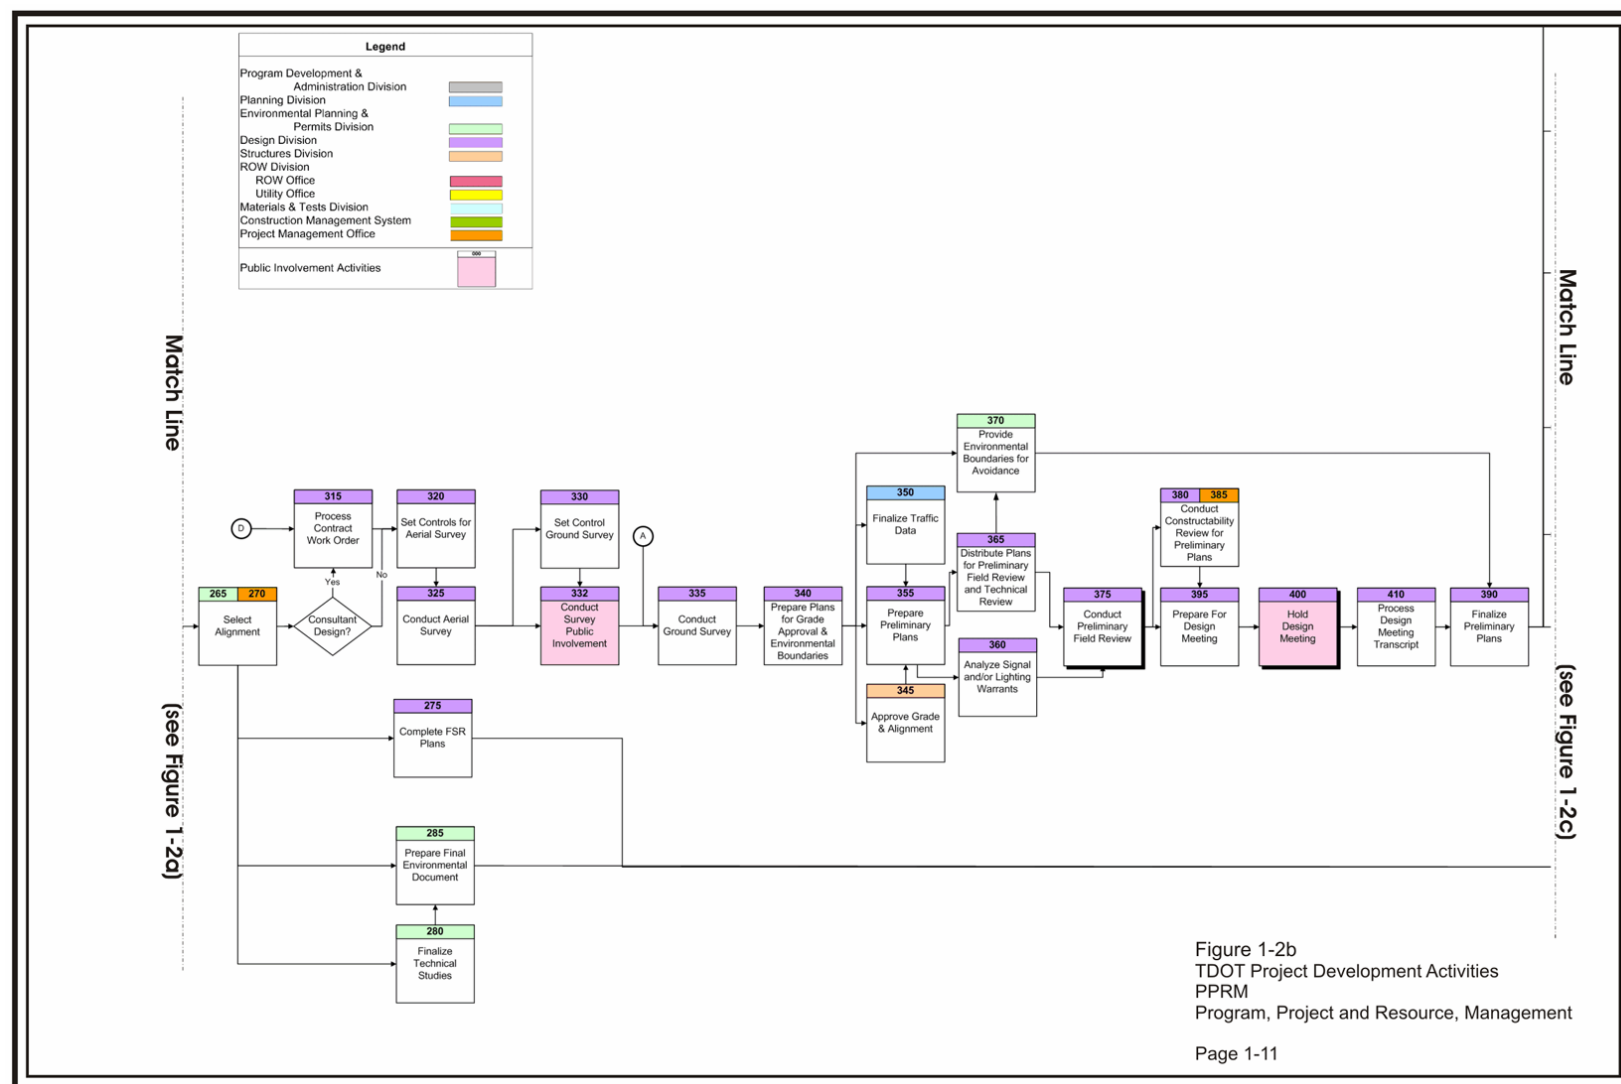 Legend
Program Development &
Administration Division
Planning Division
Environmental Planning &
Permits Division
Design Division
Structures Division
ROW Division
ROW Office
Utility Office
Materials & Tests Division
Construction Management System
Project Management Office
000
Public Involvement Activities
Match Line
(see Figure 1-2a)
D
265 270
Select
Alignment
315
Process
Contract
Work Order
Yes
No
Consultant
Design?
320
Set Controls for
Aerial Survey
325
Conduct Aerial
Survey
275
Complete FSR
Plans
285
Prepare Final
Environmental
Document
280
Finalize
Technical
Studies
330
Set Control
Ground Survey
332
Conduct
Survey
Public
Involvement
A
335
Conduct
Ground Survey
340
Prepare Plans
for Grade
Approval &
Environmental
Boundaries
350
Finalize Traffic
Data
355
Prepare
Preliminary
Plans
345
Approve Grade
& Alignment
370
Provide
Environmental
Boundaries for
Avoidance
365
Distribute Plans
for Preliminary
Field Review
and Technical
Review
360
Analyze Signal
and/or Lighting
Warrants
375
Conduct
Preliminary
Field Review
380 385
Conduct
Constructability
Review for
Preliminary
Plans
395
Prepare For
Design
Meeting
400
Hold
Design
Meeting
410
Process
Design
Meeting
Transcript
390
Finalize
Preliminary
Plans
Match Line
(see Figure 1-2c)
Figure 1-2b
TDOT Project Development Activities
PPRM
Program, Project and Resource, Management
Page 1-11